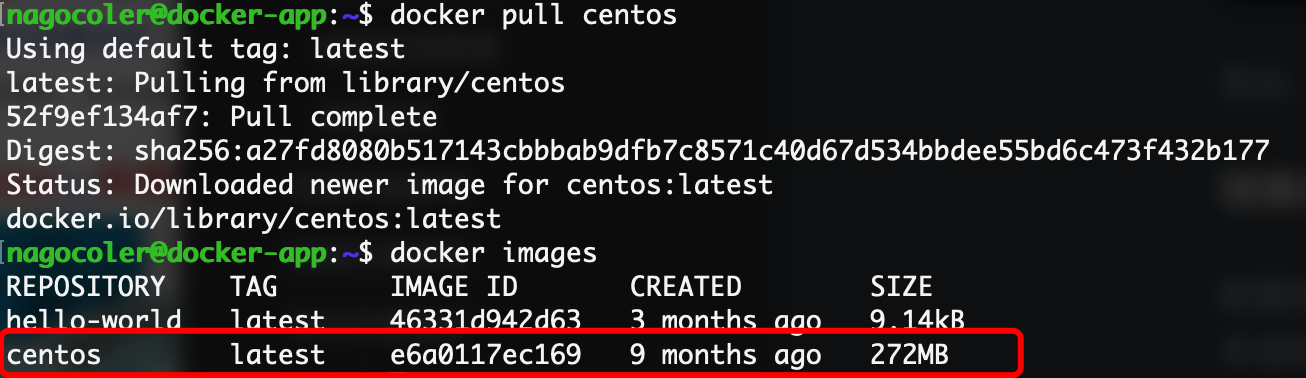 [nagocoler@docker-app:~$ docker pull centos
Using default tag: latest
latest: Pulling from library/centos
52f9ef134af7: Pull complete
Digest: sha256:a27fd8080b517143cbbbab9dfb7c8571c40d67d534bbdee55bd6c473f432b177
Status: Downloaded newer image for centos:latest
docker.io/library/centos:latest
[nagocoler@docker-app:~$ docker images
REPOSITORY    TAG       IMAGE ID       CREATED        SIZE
hello-world   latest    46331d942d63   3 months ago   9.14kB
centos        latest    e6a0117ec169   9 months ago   272MB